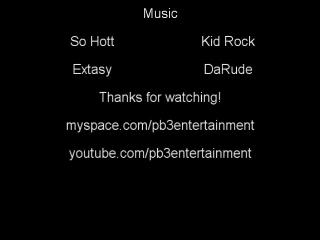 Music
So Hott Kid Rock
Extasy DaRude
Thanks for watching!
myspace.com/pb3entertainment
youtube.com/pb3entertainment